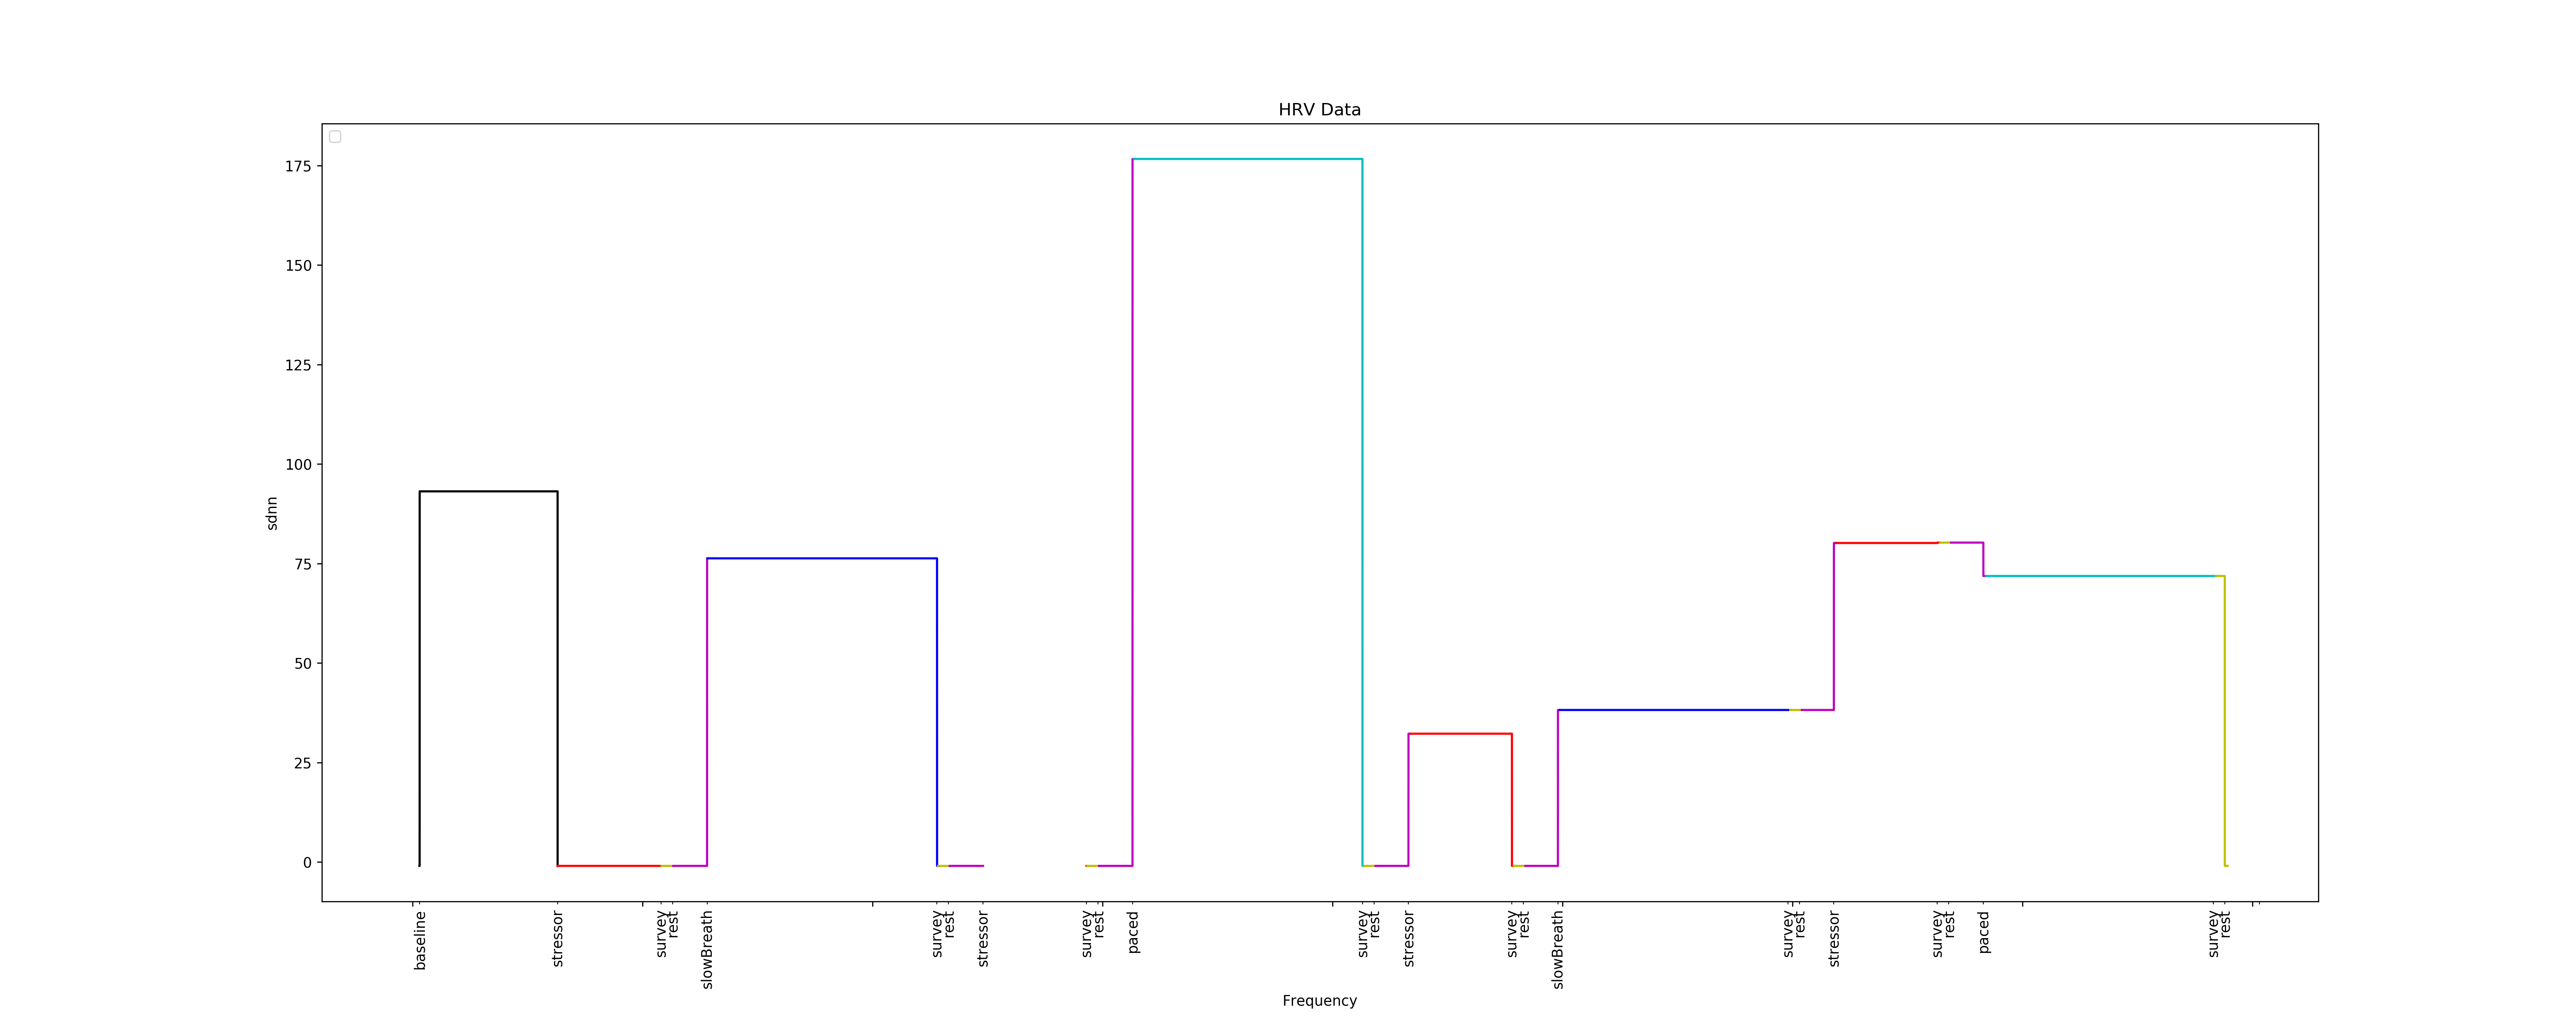 HRV Data
sdnn
175
150
125
100
75
50
25
0
baseline
stressor
survey
rest
slowBreath
survey
rest
stressor
survey
rest
paced
survey
rest
stressor
survey
rest
slowBreath
survey
rest
stressor
survey
rest
paced
survey
rest
Frequency